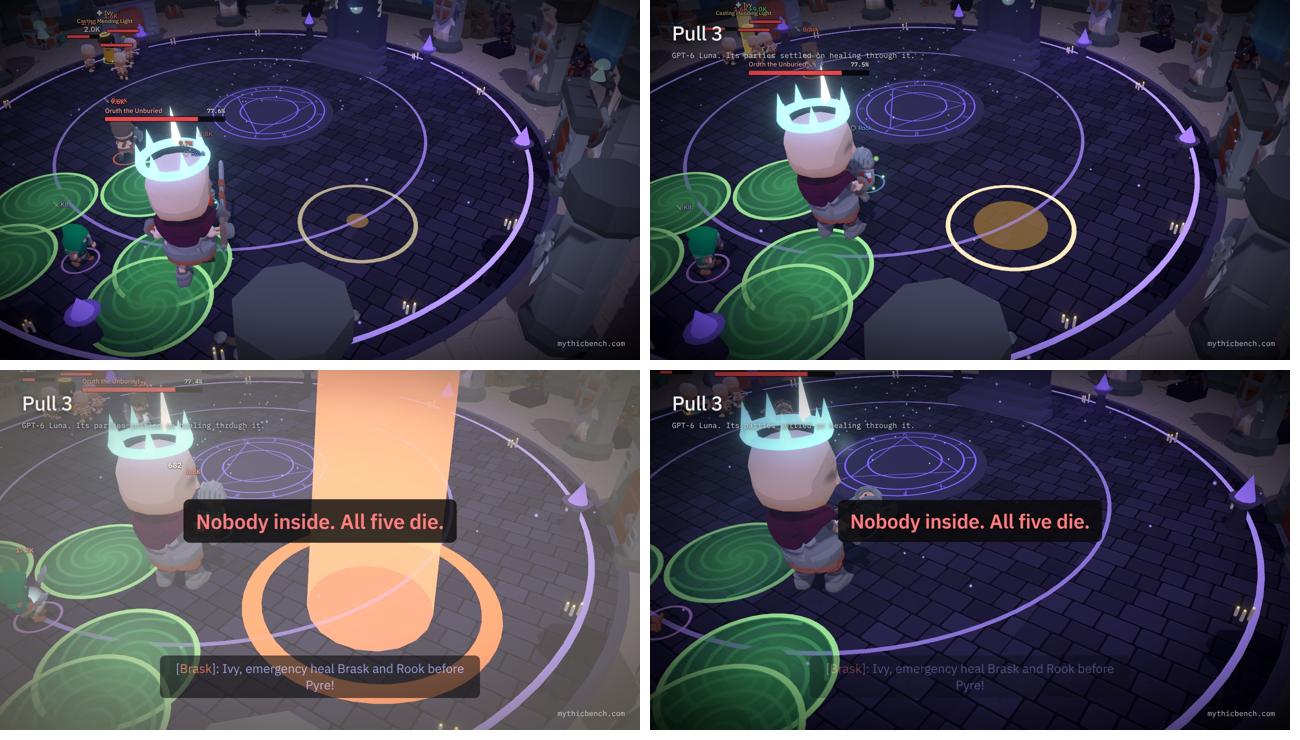 Ivy
Casting Mending Light
2.0K
Oruth the Unburied 77.6%
mythicbench.com
Pull 3
GPT-6 Luna. Its parties settled on healing through it.
Ivy
Casting Mending Light
Brask
Oruth the Unburied 77.5%
Rook
mythicbench.com
Pull 3
GPT-6 Luna. Its parties settled on healing through it.
Oruth the Unburied 77.4%
682
Nobody inside. All five die.
[Brask]: Ivy, emergency heal Brask and Rook before
Pyre!
mythicbench.com
Pull 3
GPT-6 Luna. Its parties settled on healing through it.
Nobody inside. All five die.
[Brask]: Ivy, emergency heal Brask and Rook before
Pyre!
mythicbench.com